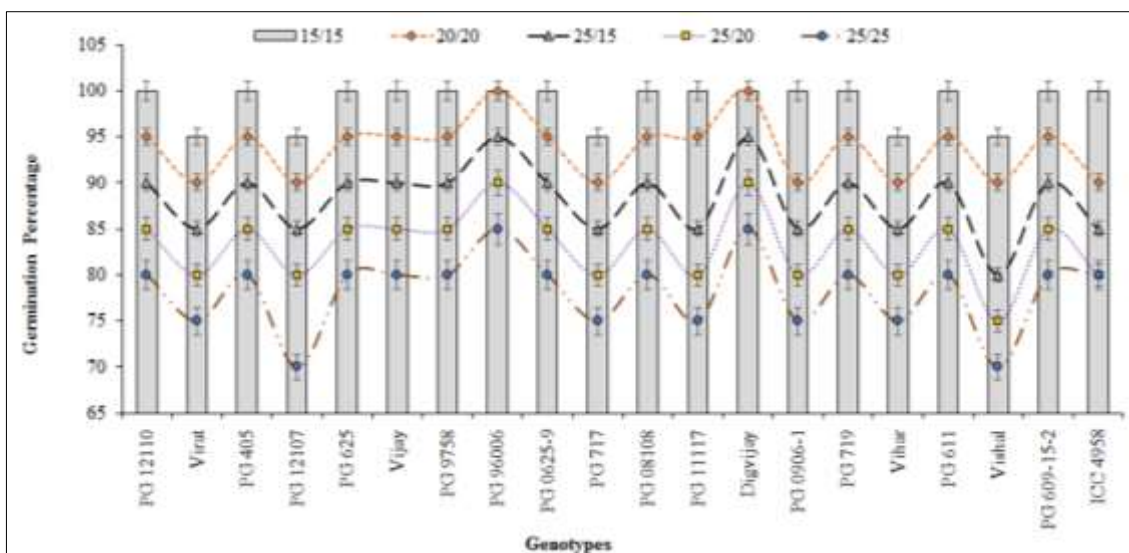 15/15 20/20 25/15 25/20 25/25
Germination Percentage
105
100
95
90
85
80
75
70
65
PG 12110
Virat
PG 405
PG 12107
PG 625
Vijay
PG 9758
PG 96006
PG 0625-9
PG 717
PG 08108
PG 11117
Digvijay
PG 0906-1
PG 719
Vihar
PG 611
Vishal
PG 609-15-2
ICC 4958
Genotypes